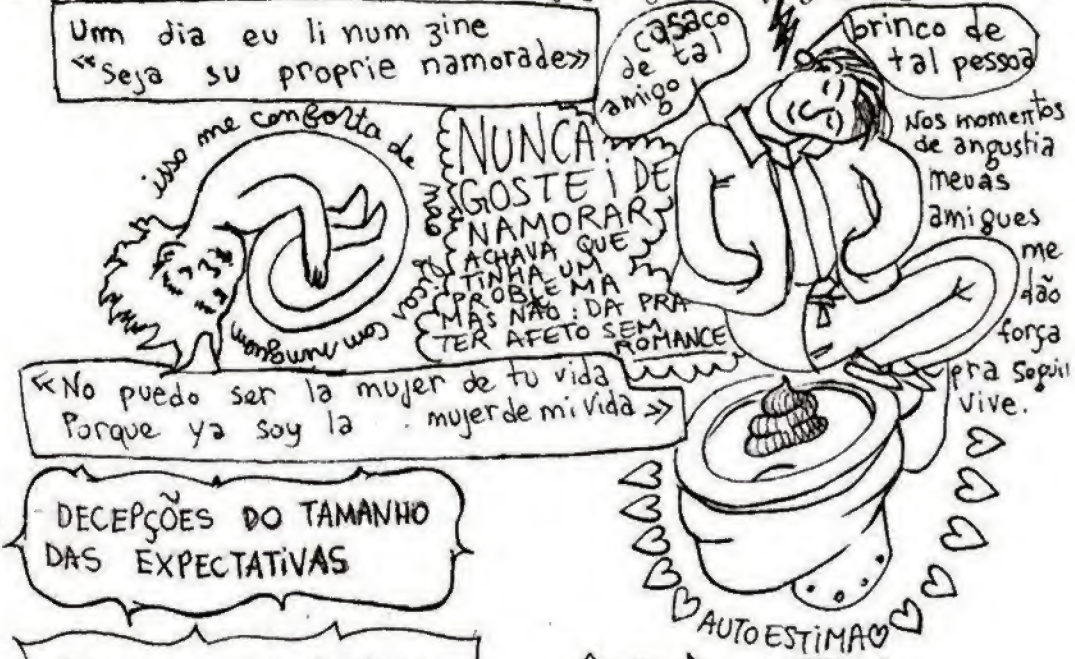 Um dia eu li num zine
«Seja su proprie namorade»
casaco
de tal
amigo
brinco de
tal pessoa
isso me conforta de
não ficar
com ninguem
NUNCA
GOSTEI DE
NAMORAR
ACHAVA QUE
TINHA UM
PROBLEMA
MAS NÃO: DA PRA
TER AFETO SEM
ROMANCE
Nos momentos
de angustia
meuas
amigues
me
dão
força
pra seguir
vive.
«No puedo ser la mujer de tu vida
Porque ya soy la mujer de mi vida»
DECEPÇÕES DO TAMANHO
DAS EXPECTATIVAS
AUTOESTIMA